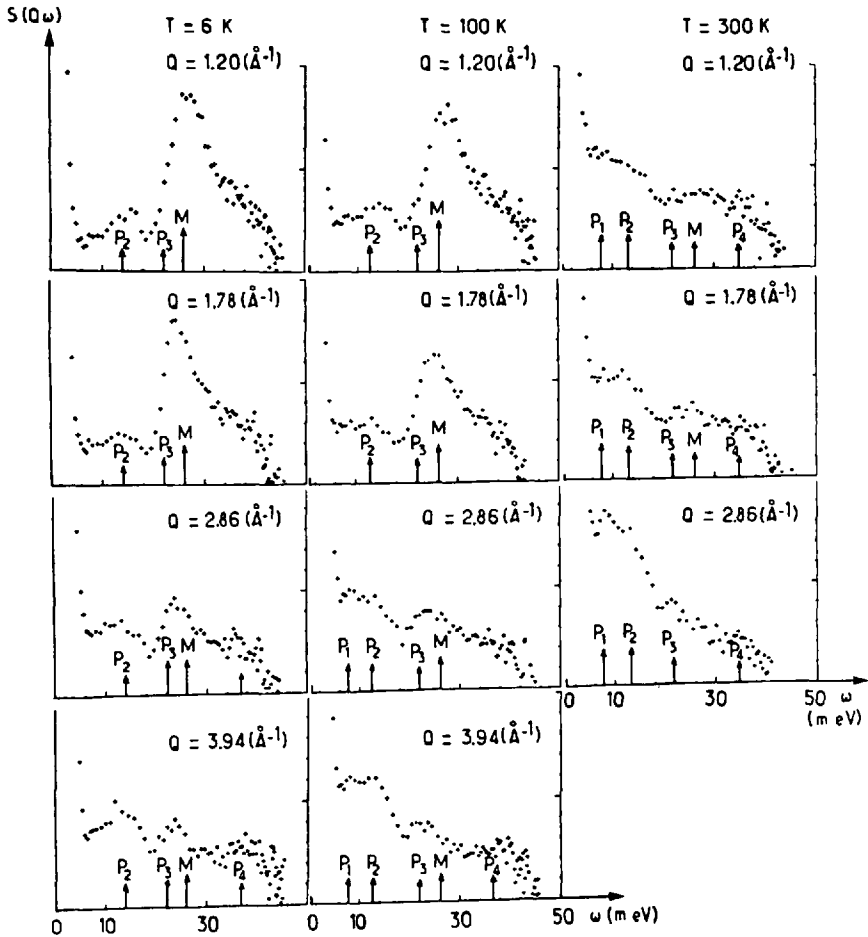 S(Qω)
T = 6 K
T = 100 K
T = 300 K
Q = 1.20(Å⁻¹)
Q = 1.20(Å⁻¹)
Q = 1.20(Å⁻¹)
P₂ P₃ M
P₂ P₃ M
P₁ P₂ P₃ M P₄
Q = 1.78(Å⁻¹)
Q = 1.78(Å⁻¹)
Q = 1.78(Å⁻¹)
P₂ P₃ M
P₂ P₃ M
P₁ P₂ P₃ M P₄
Q = 2.86(Å⁻¹)
Q = 2.86(Å⁻¹)
Q = 2.86(Å⁻¹)
P₂ P₃ M
P₁ P₂ P₃ M
P₁ P₂ P₃ P₄
0 10 30 50 ω
(meV)
Q = 3.94(Å⁻¹)
Q = 3.94(Å⁻¹)
P₂ P₃ M P₄
P₁ P₂ P₃ M P₄
0 10 30 0 10 30 50 ω(meV)